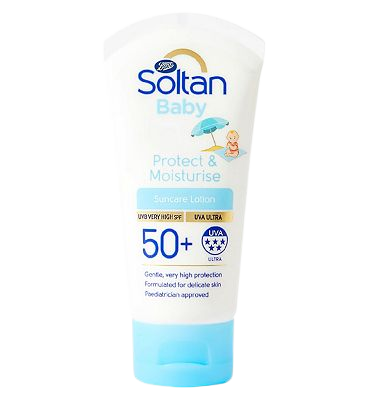 Boots
Soltan
Baby
Protect &
Moisturise
Suncare Lotion
UVB VERY HIGH SPF UVA ULTRA
50+ UVA
ULTRA
Gentle, very high protection
Formulated for delicate skin
Paediatrician approved